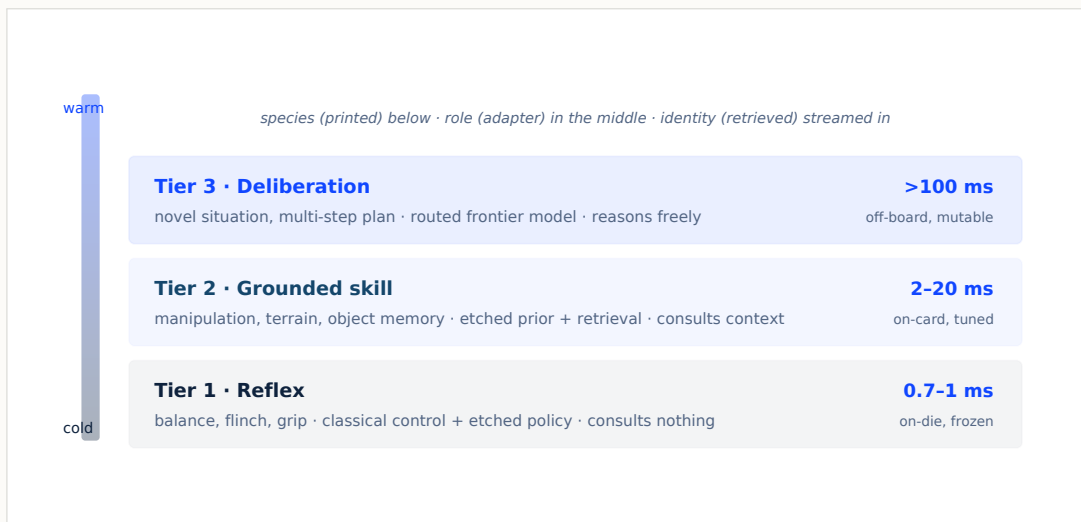 warm
species (printed) below · role (adapter) in the middle · identity (retrieved) streamed in
Tier 3 · Deliberation
>100 ms
novel situation, multi-step plan · routed frontier model · reasons freely
off-board, mutable
Tier 2 · Grounded skill
2–20 ms
manipulation, terrain, object memory · etched prior + retrieval · consults context
on-card, tuned
Tier 1 · Reflex
0.7–1 ms
balance, flinch, grip · classical control + etched policy · consults nothing
on-die, frozen
cold